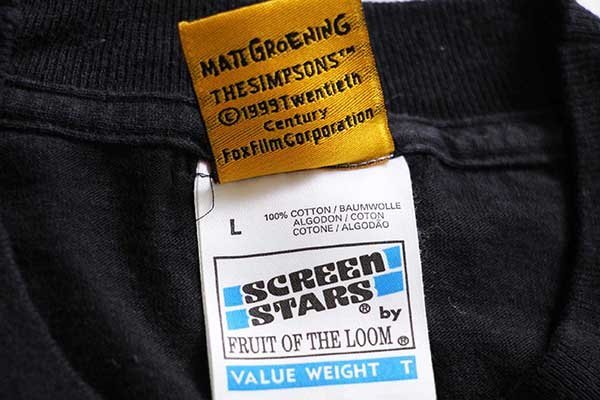 MATT GROENING
THE SIMPSONS™
©1999 Twentieth
Century
Fox Film Corporation
L
100% COTTON / BAUMWOLLE
ALGODON / COTON
COTONE / ALGODÃO
SCREEN
STARS®
by
FRUIT OF THE LOOM®
VALUE WEIGHT T